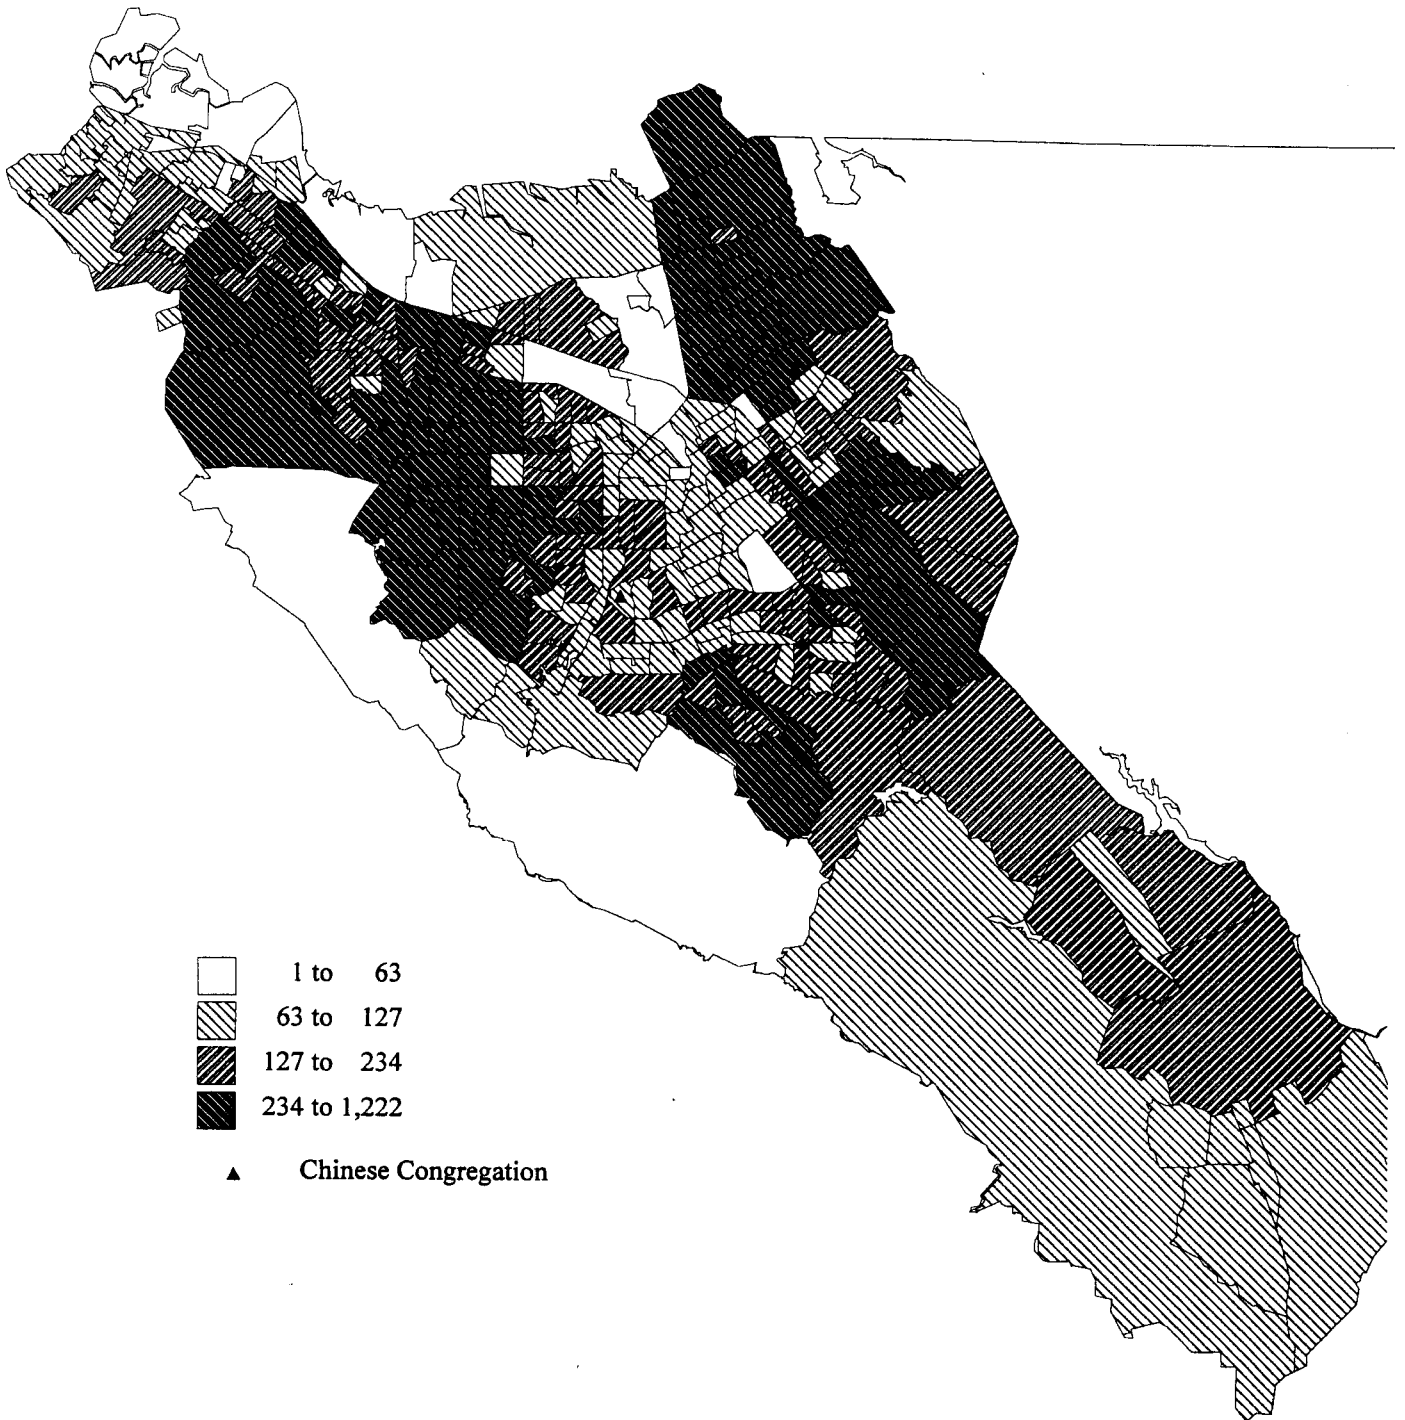 1 to 63
63 to 127
127 to 234
234 to 1,222
▲ Chinese Congregation